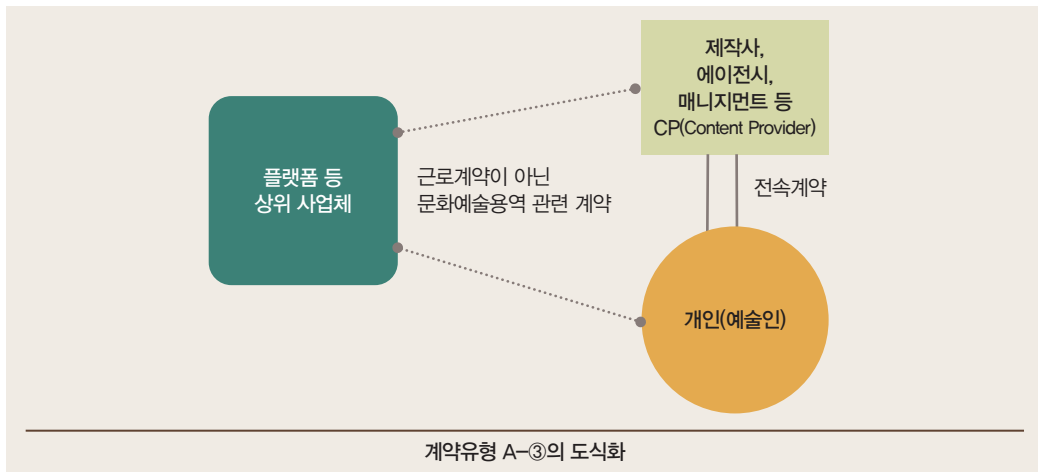 제작사,
에이전시,
매니지먼트 등
CP(Content Provider)
플랫폼 등
상위 사업체
근로계약이 아닌
문화예술용역 관련 계약
전속계약
개인(예술인)
계약유형 A-③의 도식화